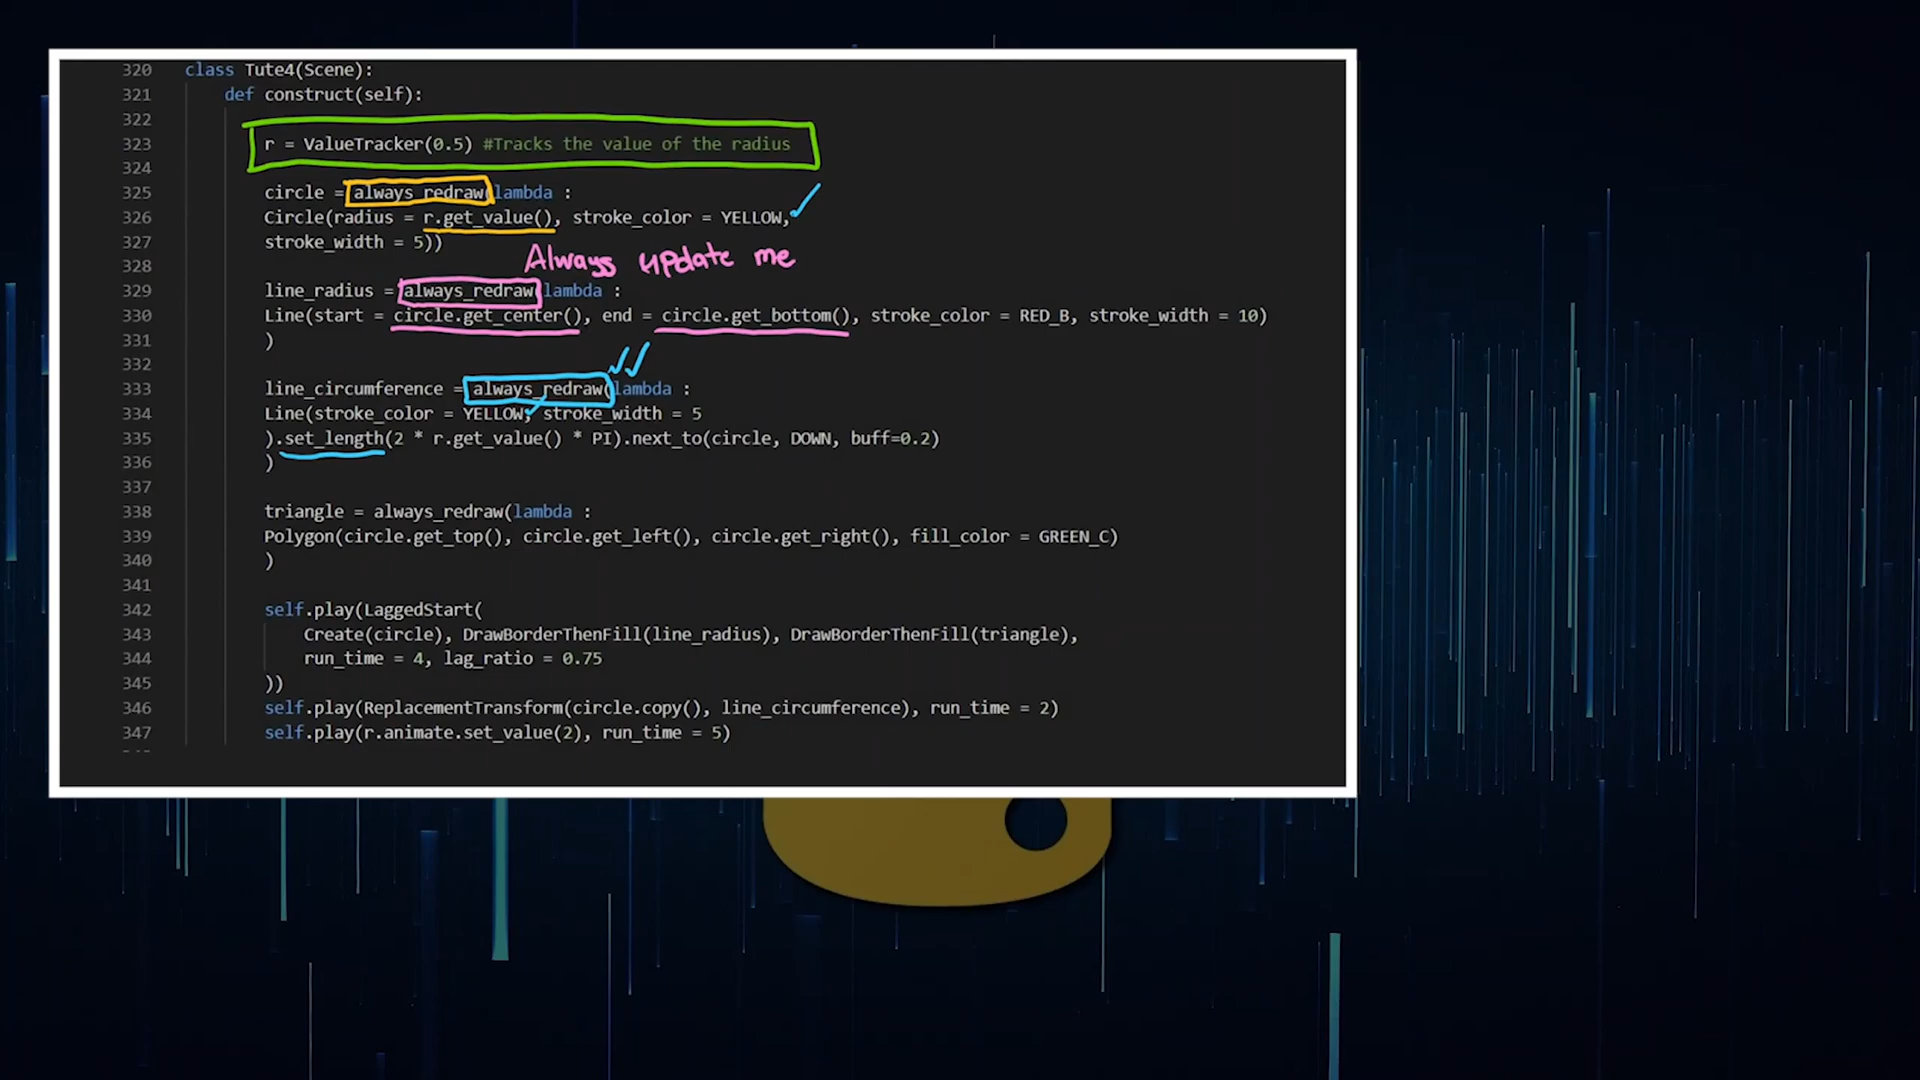 320 class Tute4(Scene):
321 def construct(self):
322
323 r = ValueTracker(0.5) #Tracks the value of the radius
324
325 circle = always_redraw(lambda :
326 Circle(radius = r.get_value(), stroke_color = YELLOW,
327 stroke_width = 5))
328 Always update me
329 line_radius = always_redraw(lambda :
330 Line(start = circle.get_center(), end = circle.get_bottom(), stroke_color = RED_B, stroke_width = 10)
331 )
332
333 line_circumference = always_redraw(lambda :
334 Line(stroke_color = YELLOW, stroke_width = 5
335 ).set_length(2 * r.get_value() * PI).next_to(circle, DOWN, buff=0.2)
336 )
337
338 triangle = always_redraw(lambda :
339 Polygon(circle.get_top(), circle.get_left(), circle.get_right(), fill_color = GREEN_C)
340 )
341
342 self.play(LaggedStart(
343 Create(circle), DrawBorderThenFill(line_radius), DrawBorderThenFill(triangle),
344 run_time = 4, lag_ratio = 0.75
345 ))
346 self.play(ReplacementTransform(circle.copy(), line_circumference), run_time = 2)
347 self.play(r.animate.set_value(2), run_time = 5)